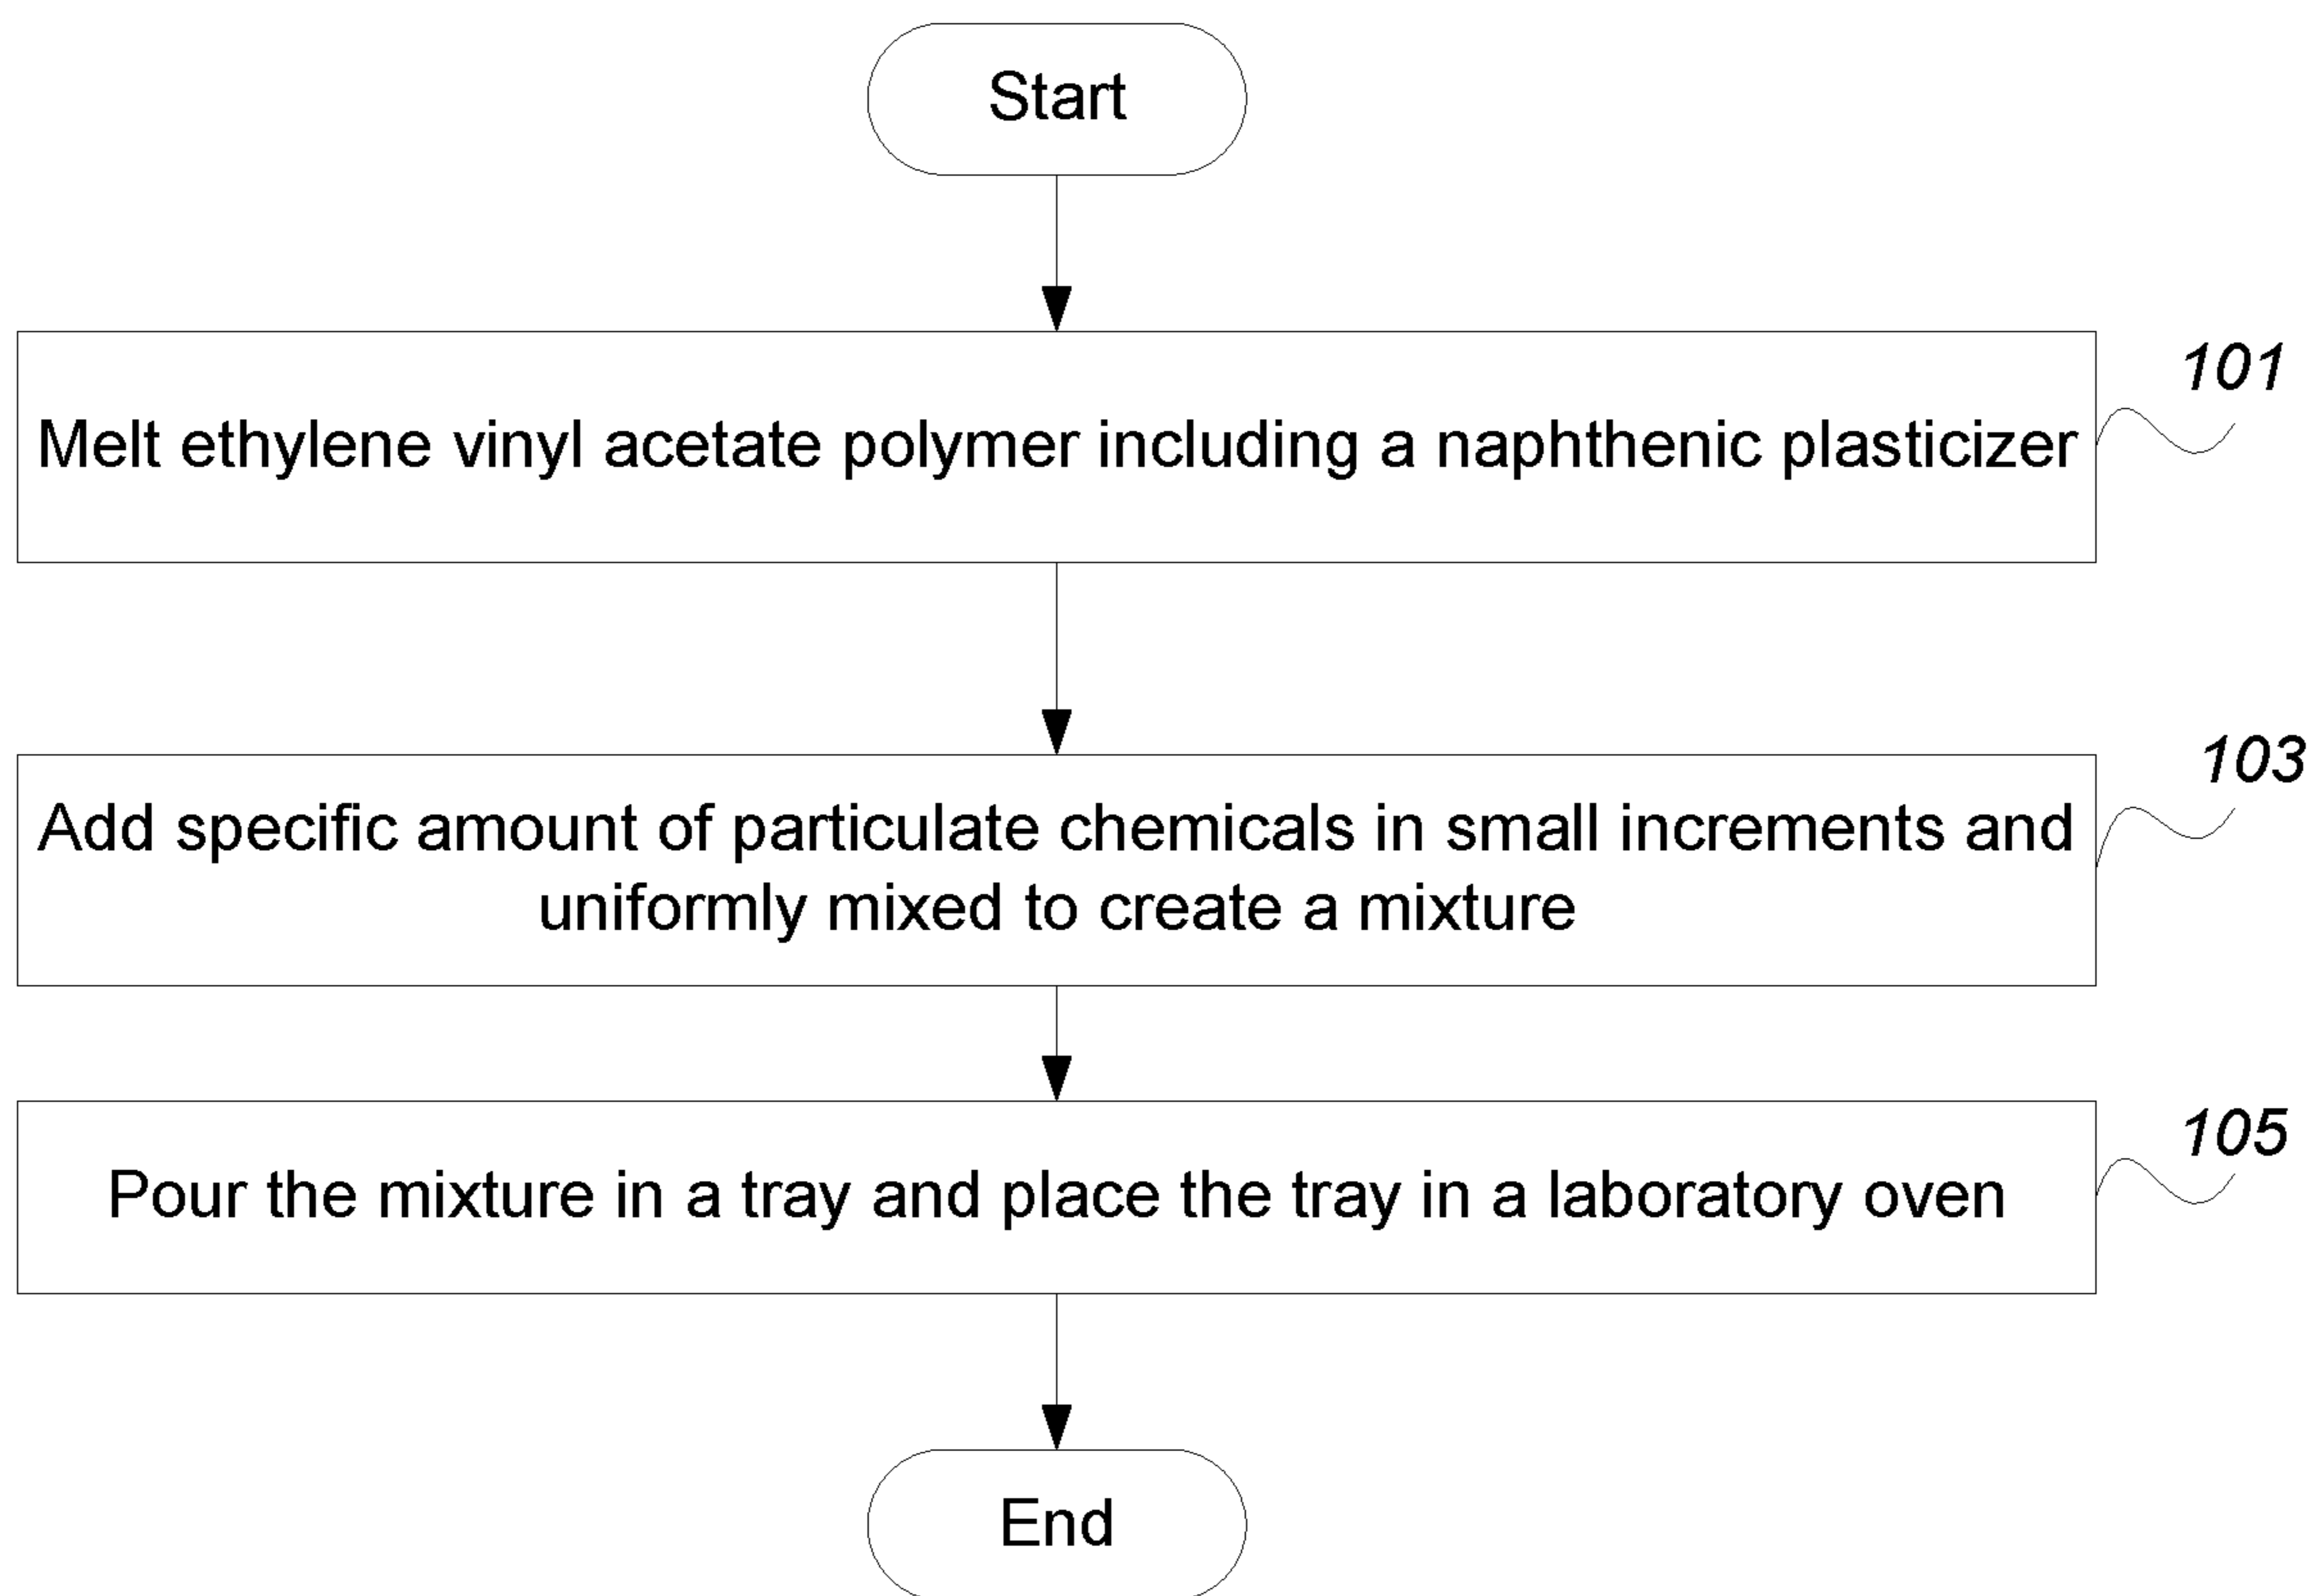 Start
101
Melt ethylene vinyl acetate polymer including a naphthenic plasticizer
103
Add specific amount of particulate chemicals in small increments and
uniformly mixed to create a mixture
105
Pour the mixture in a tray and place the tray in a laboratory oven
End